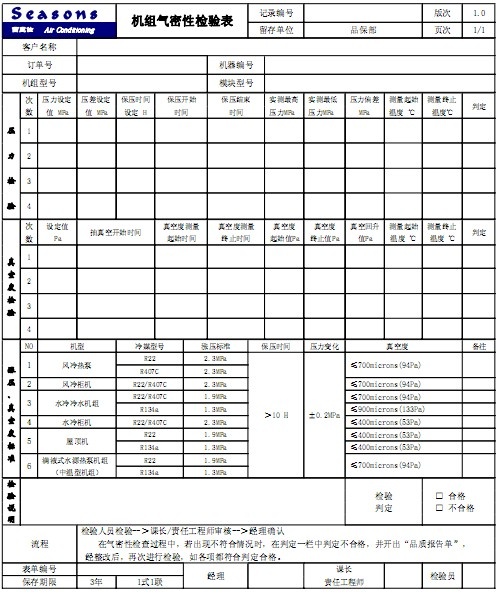 Seasons
Air Conditioning
机组气密性检验表
记录编号
版次 1.0
留存单位 品保部
页次 1/1
客户名称
订单号 机器编号
机组型号 模块型号
压力检验
次数 压力设定值 MPa 压差设定值 MPa 保压时间设定 H 保压开始时间 保压结束时间 实测最高压力MPa 实测最低压力MPa 压力偏差MPa 测量起始温度 ℃ 测量终止温度℃ 判定
1
2
3
4
真空度检验
次数 设定值Pa 抽真空开始时间 真空度测量起始时间 真空度测量终止时间 真空度起始值Pa 真空度终止值Pa 真空回升值Pa 测量起始温度 ℃ 测量终止温度 ℃ 判定
1
2
3
4
、真空度标准
NO 机型 冷媒型号 涨压标准 保压时间 压力变化 真空度 备注
1 风冷热泵 R22 2.3MPa ≤700microns(94Pa)
R407C 2.3MPa
2 风冷柜机 R22/R407C 2.3MPa ≤700microns(94Pa)
3 水冷冷水机组 R22/R407C 1.9MPa ≤700microns(94Pa)
R134a 1.3MPa ≤900microns(133Pa)
4 水冷柜机 R22/R407C 2.3MPa ≤400microns(53Pa)
5 屋顶机 R22 1.9MPa ≤400microns(53Pa)
R134a 1.3MPa ≤400microns(53Pa)
6 满液式水源热泵机组(中温型机组) R22 1.9MPa ≤700microns(94Pa)
R134a 1.3MPa
>10 H ±0.2MPa
检验说明
检验判定
□ 合格
□ 不合格
流程
检验人员检验-->课长/责任工程师审核-->经理确认
在气密性检查过程中，若出现不符合情况时，在判定一栏中判定不合格，并开出“品质报告单”，
经整改后，再次进行检验，如各项都符合判定合格。
表单编号
保存期限 3年 1式1联
经理
课长
责任工程师
检验员